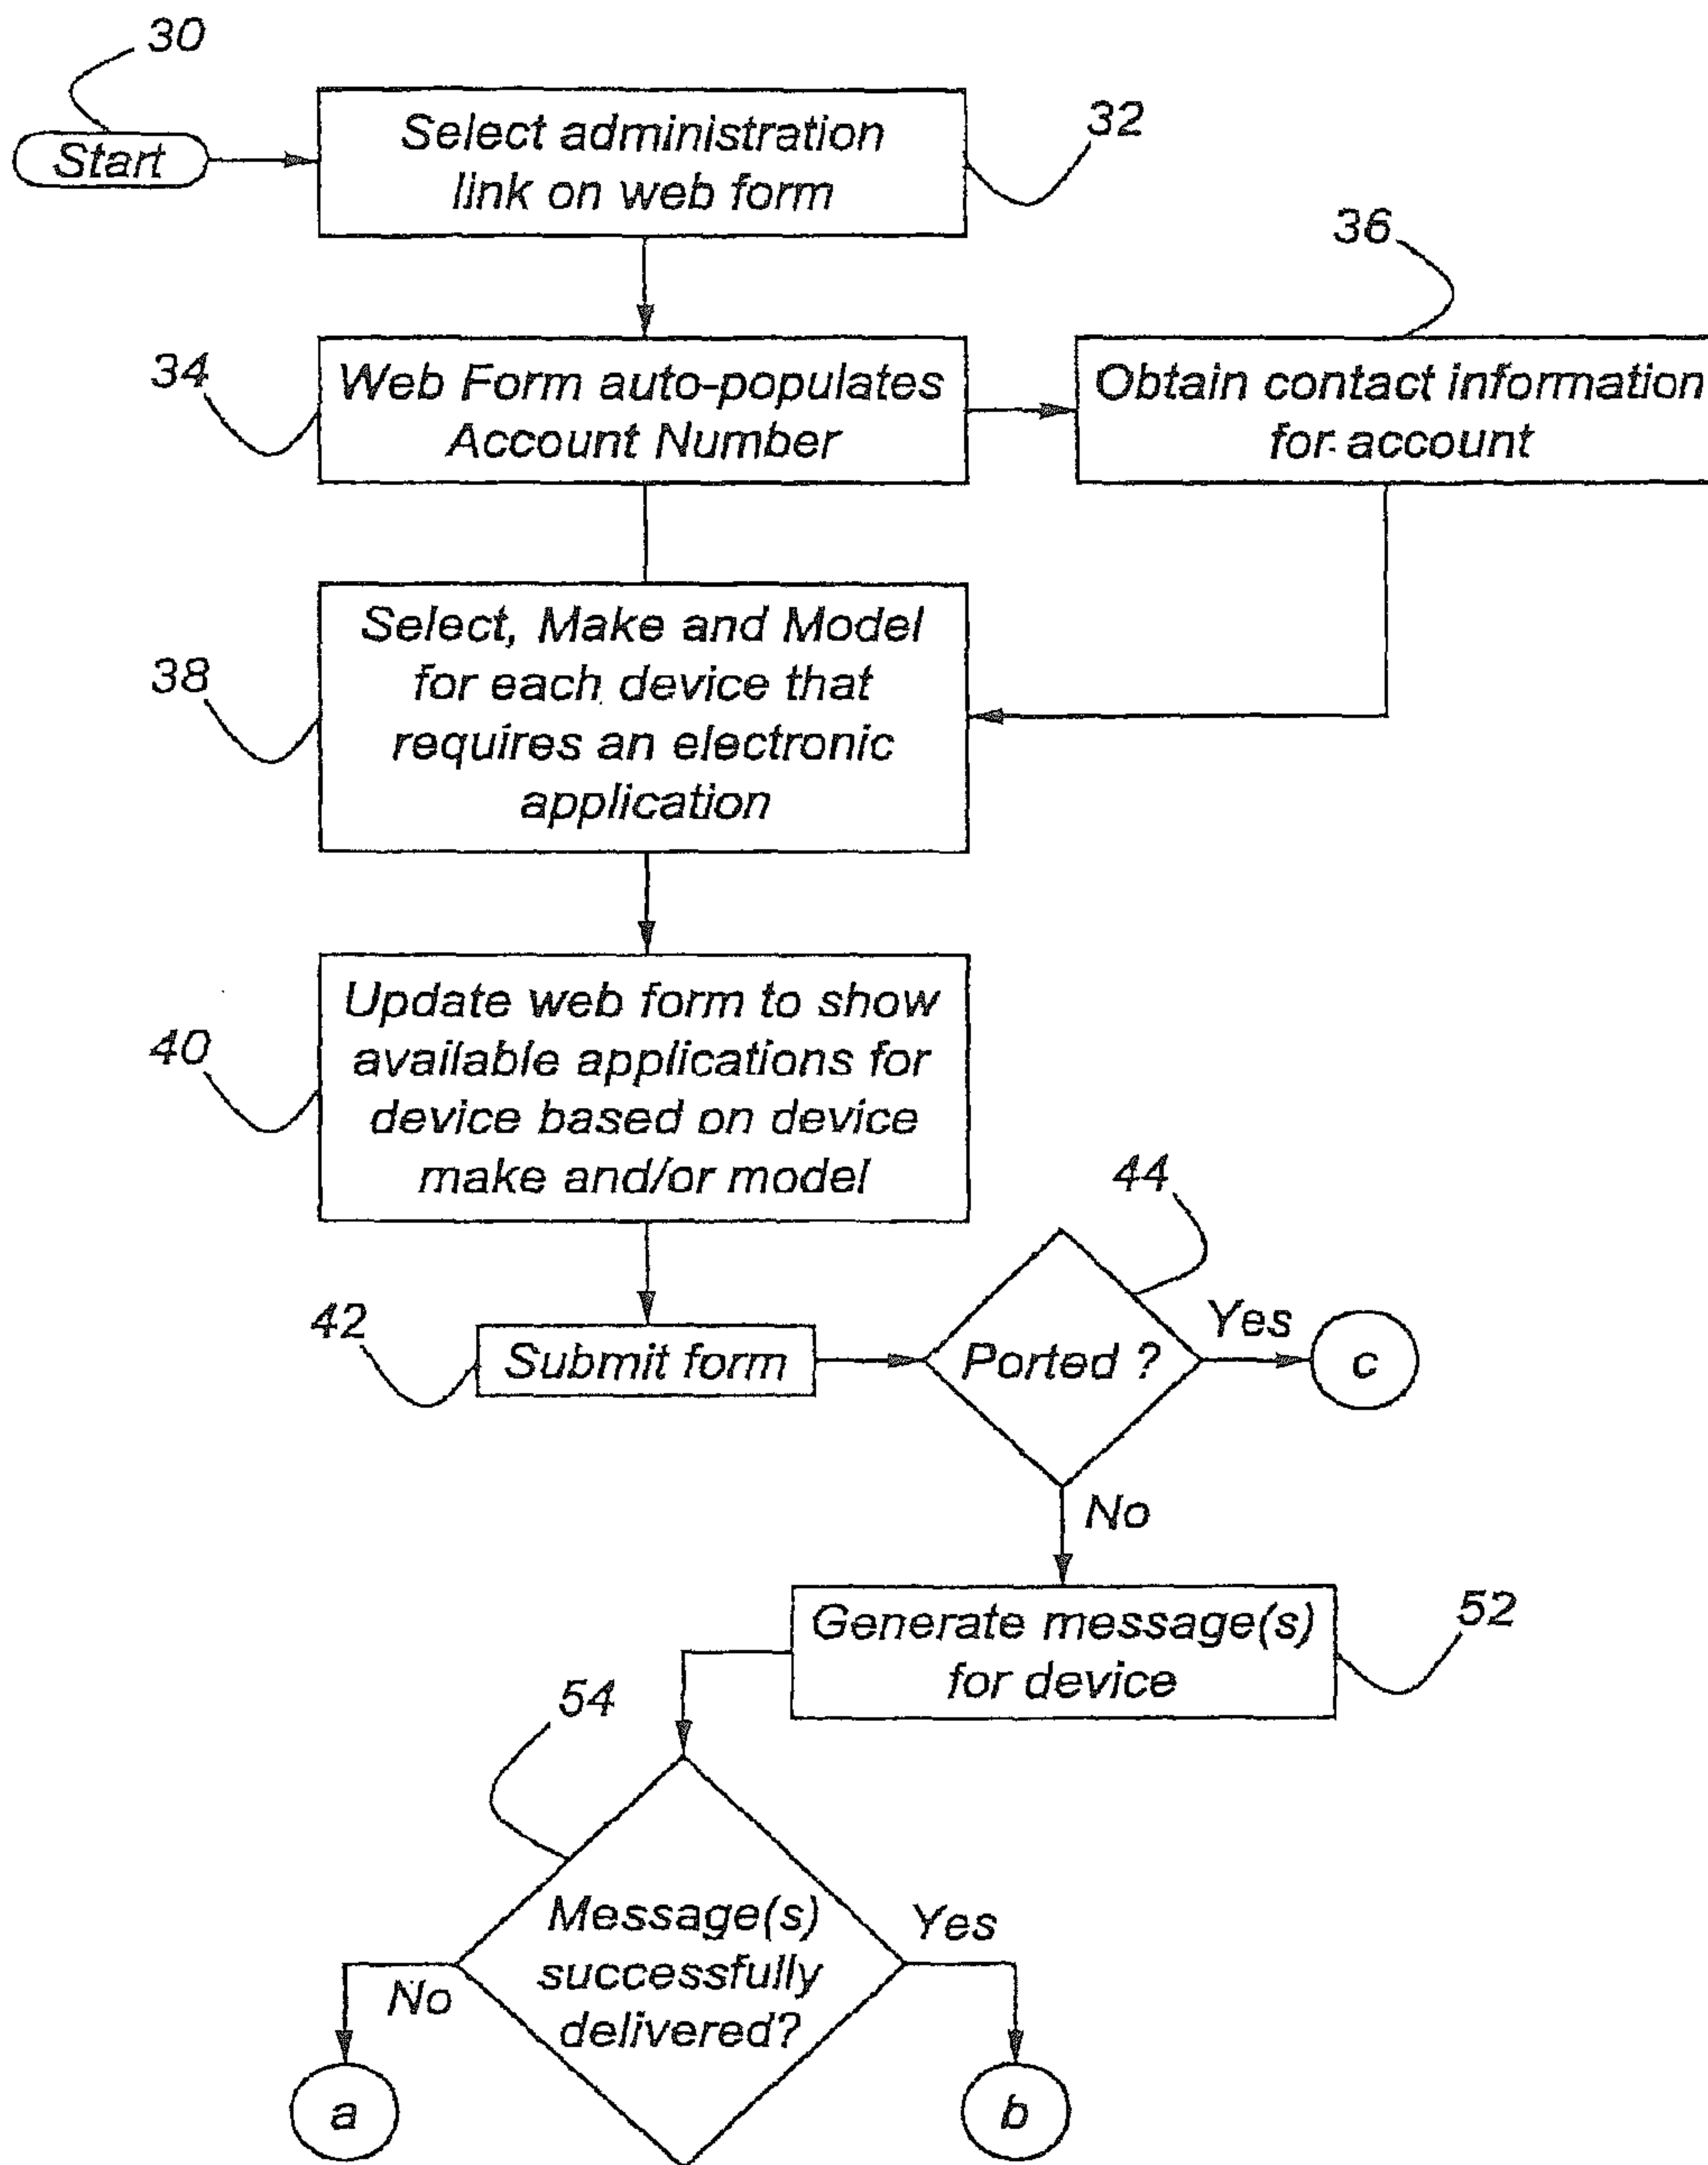 30
Start
Select administration
link on web form
32
36
34
Web Form auto-populates
Account Number
Obtain contact information
for account
38
Select, Make and Model
for each device that
requires an electronic
application
40
Update web form to show
available applications for
device based on device
make and/or model
44
42
Submit form
Ported ?
Yes
c
No
52
Generate message(s)
for device
54
Message(s)
successfully
delivered?
Yes
No
a
b